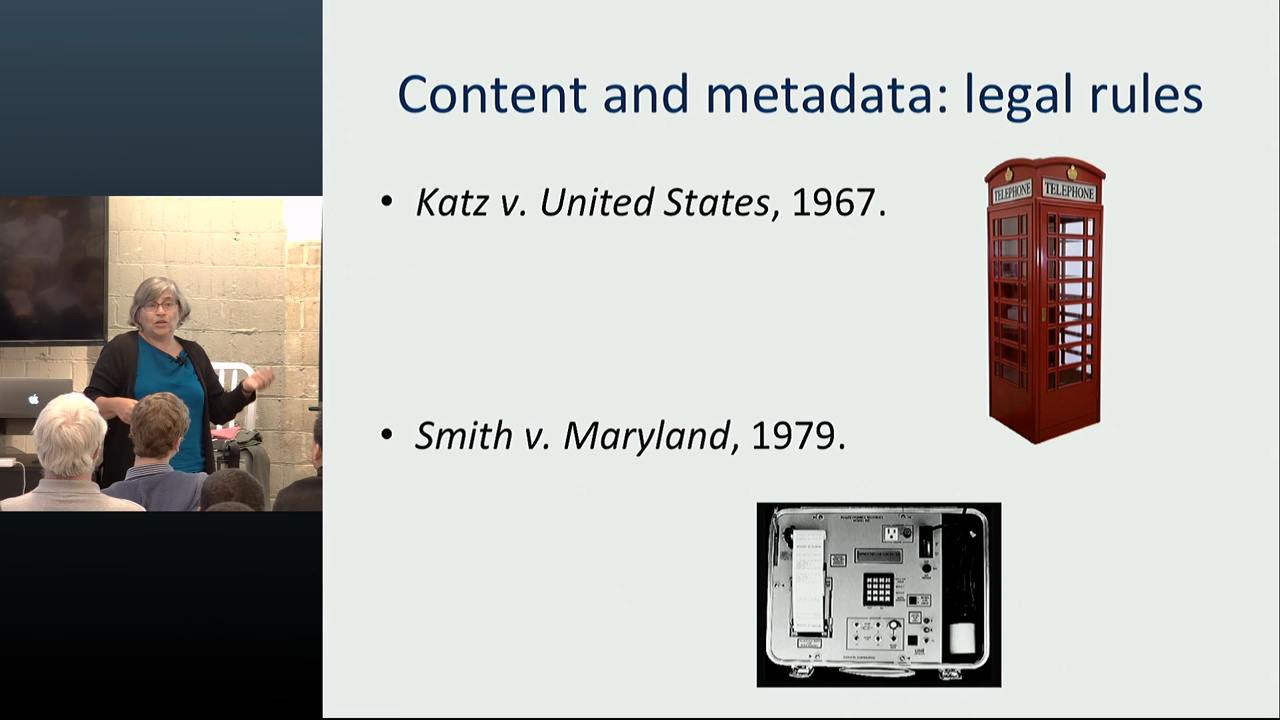 Content and metadata: legal rules
• Katz v. United States, 1967.
TELEPHONE TELEPHONE
• Smith v. Maryland, 1979.